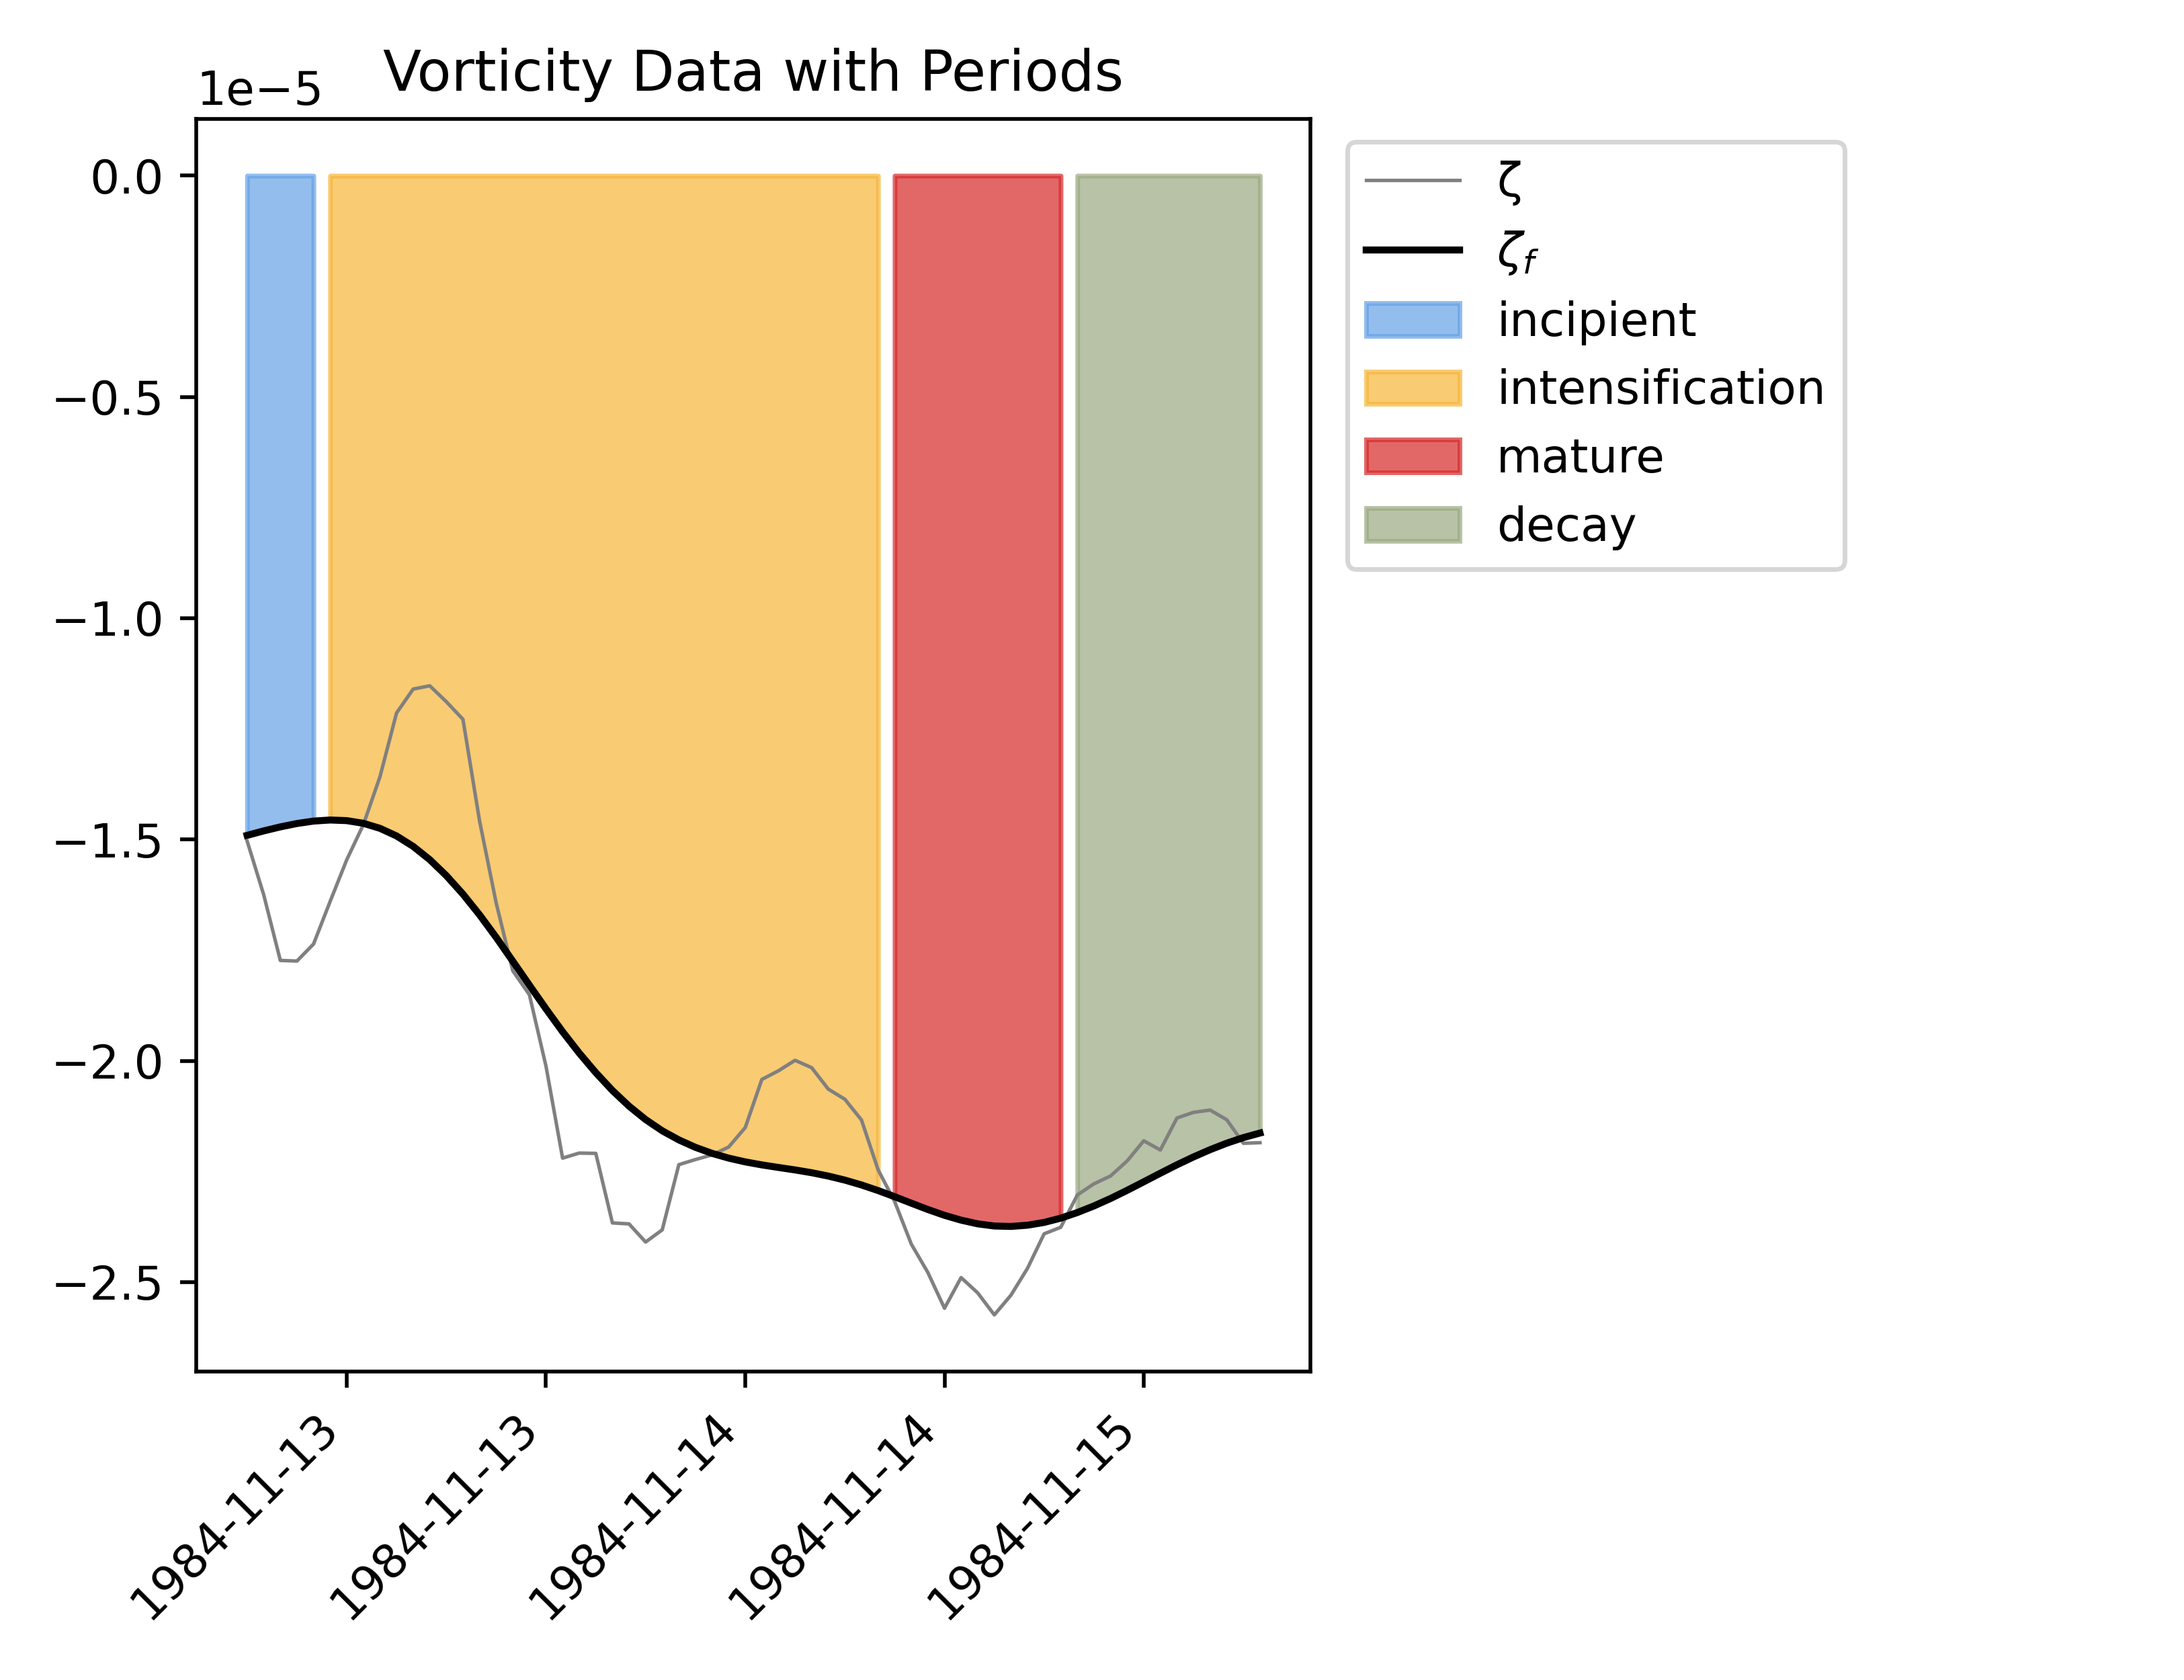 Vorticity Data with Periods
1e−5
0.0
−0.5
−1.0
−1.5
−2.0
−2.5
1984-11-13
1984-11-13
1984-11-14
1984-11-14
1984-11-15
ζ
ζf
incipient
intensification
mature
decay